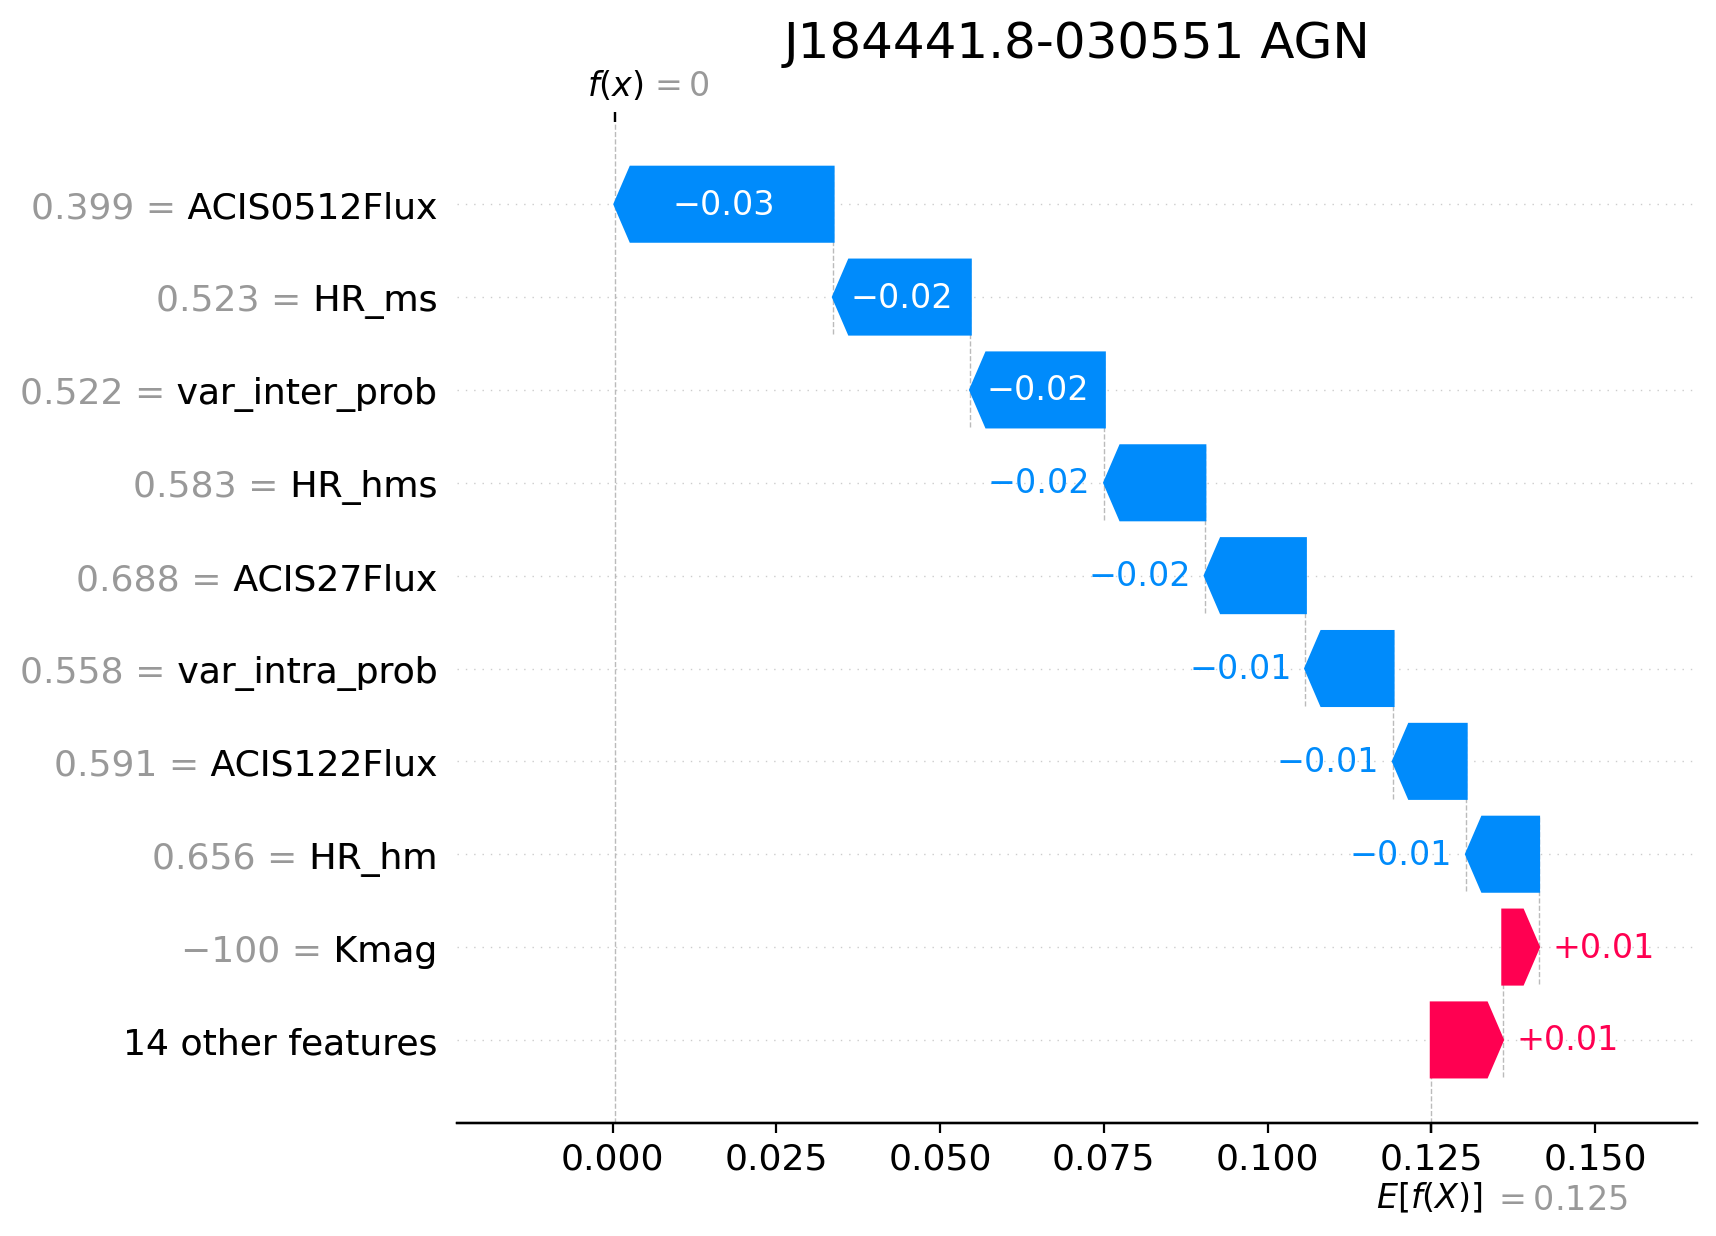 J184441.8-030551 AGN
f(x) = 0
0.399 = ACIS0512Flux −0.03
0.523 = HR_ms −0.02
0.522 = var_inter_prob −0.02
0.583 = HR_hms −0.02
0.688 = ACIS27Flux −0.02
0.558 = var_intra_prob −0.01
0.591 = ACIS122Flux −0.01
0.656 = HR_hm −0.01
−100 = Kmag +0.01
14 other features +0.01
0.000 0.025 0.050 0.075 0.100 0.125 0.150
E[f(X)] = 0.125